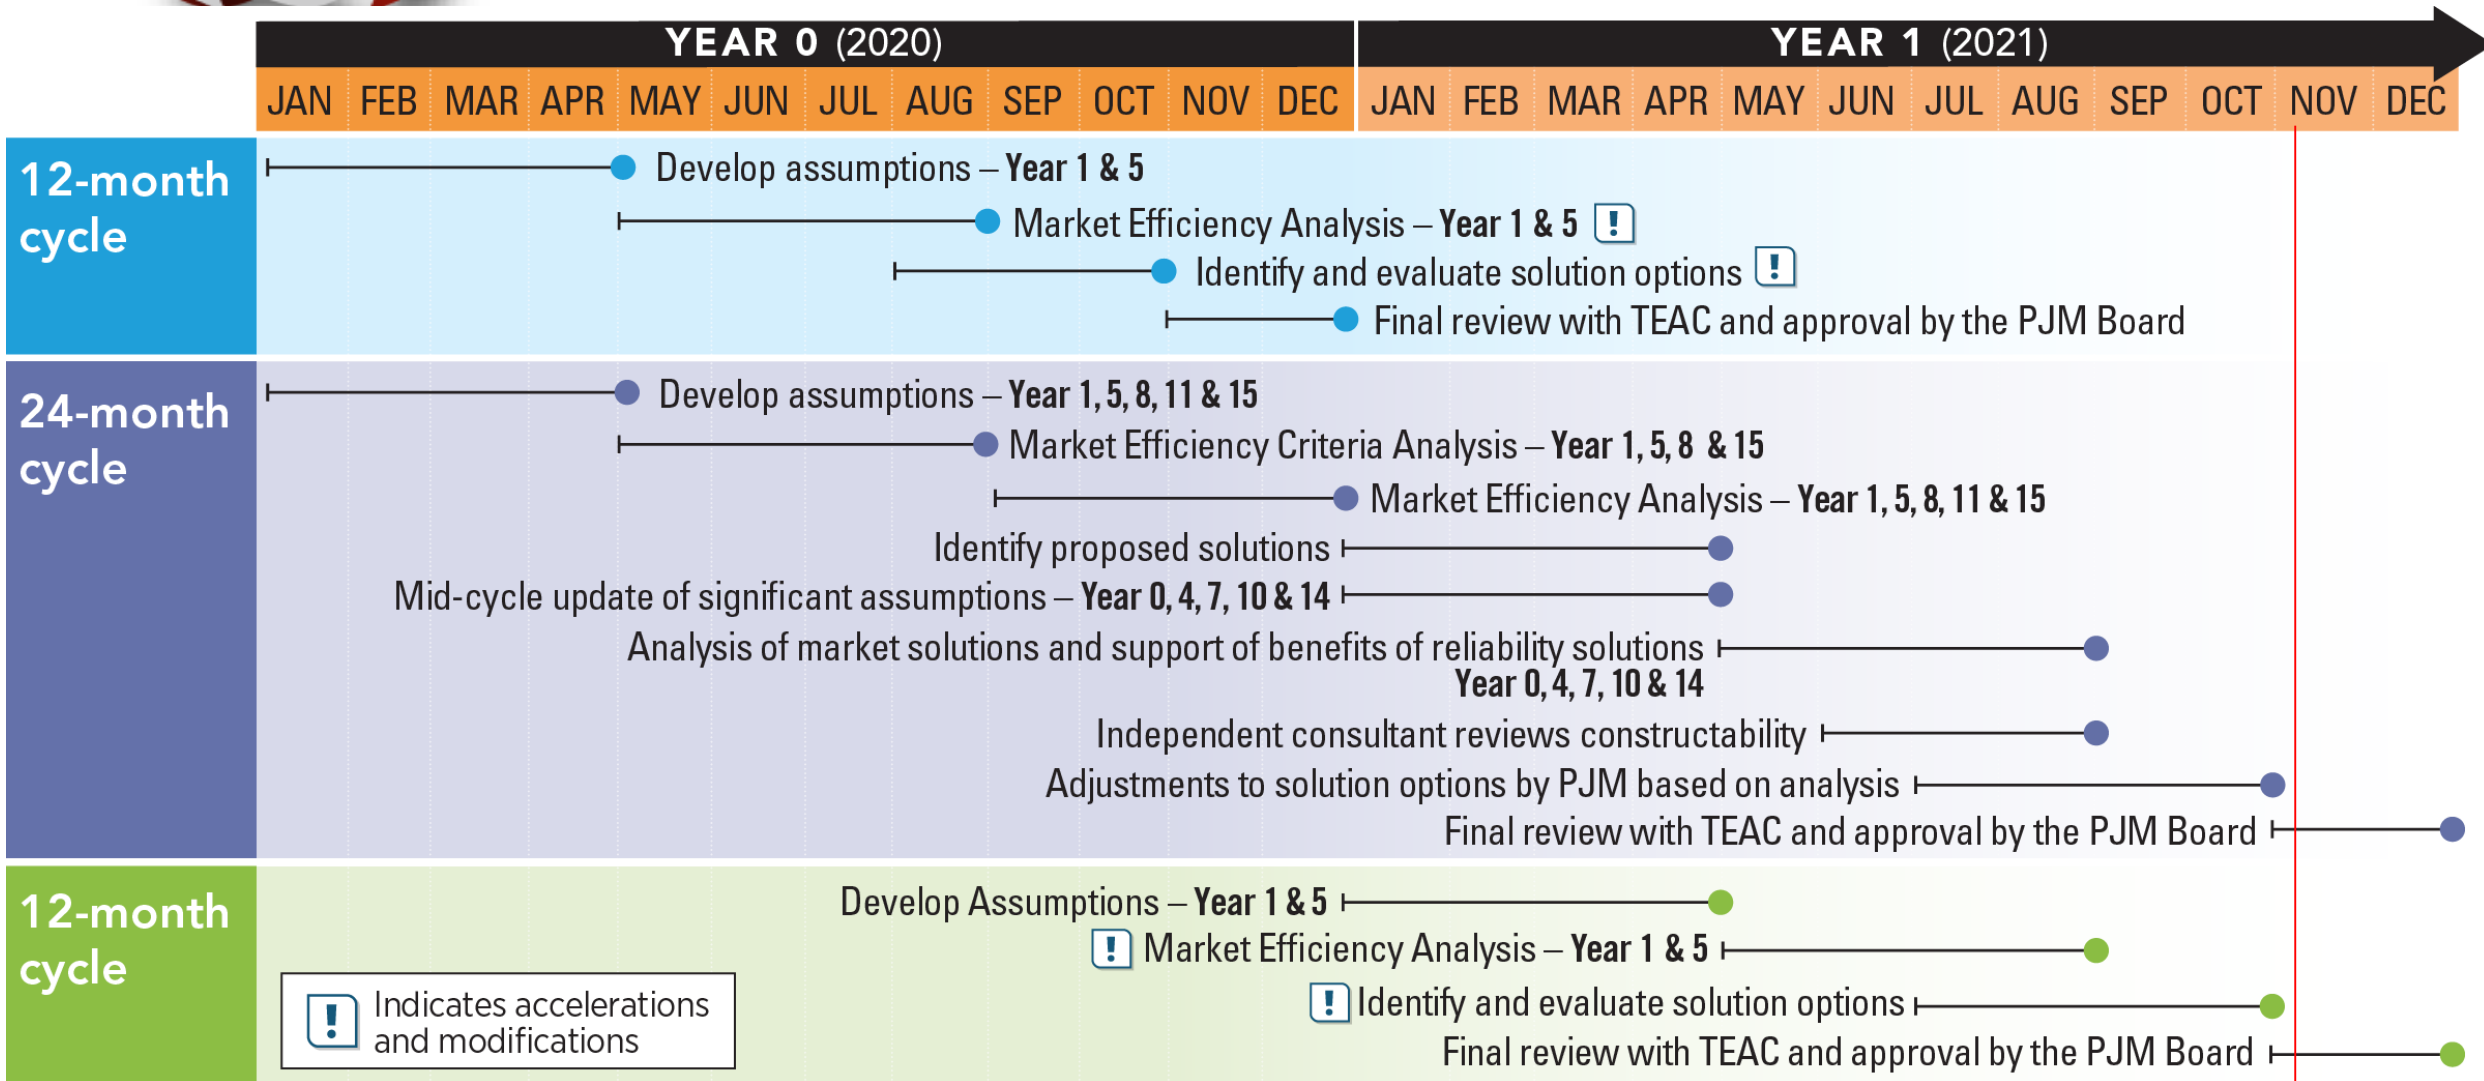 YEAR 0 (2020) YEAR 1 (2021)
JAN FEB MAR APR MAY JUN JUL AUG SEP OCT NOV DEC JAN FEB MAR APR MAY JUN JUL AUG SEP OCT NOV DEC
12-month
cycle
Develop assumptions – Year 1 & 5
Market Efficiency Analysis – Year 1 & 5 !
Identify and evaluate solution options !
Final review with TEAC and approval by the PJM Board
24-month
cycle
Develop assumptions – Year 1, 5, 8, 11 & 15
Market Efficiency Criteria Analysis – Year 1, 5, 8 & 15
Market Efficiency Analysis – Year 1, 5, 8, 11 & 15
Identify proposed solutions
Mid-cycle update of significant assumptions – Year 0, 4, 7, 10 & 14
Analysis of market solutions and support of benefits of reliability solutions
Year 0, 4, 7, 10 & 14
Independent consultant reviews constructability
Adjustments to solution options by PJM based on analysis
Final review with TEAC and approval by the PJM Board
12-month
cycle
Develop Assumptions – Year 1 & 5
! Market Efficiency Analysis – Year 1 & 5
! Identify and evaluate solution options
Final review with TEAC and approval by the PJM Board
! Indicates accelerations
and modifications